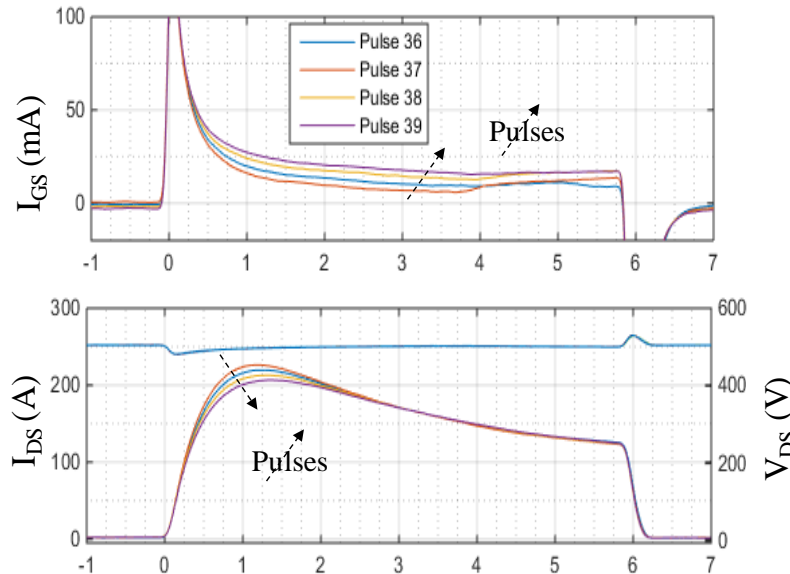 100
50
0
I_GS (mA)
Pulse 36
Pulse 37
Pulse 38
Pulse 39
Pulses
-1 0 1 2 3 4 5 6 7
300
200
100
0
I_DS (A)
600
400
200
0
V_DS (V)
Pulses
-1 0 1 2 3 4 5 6 7